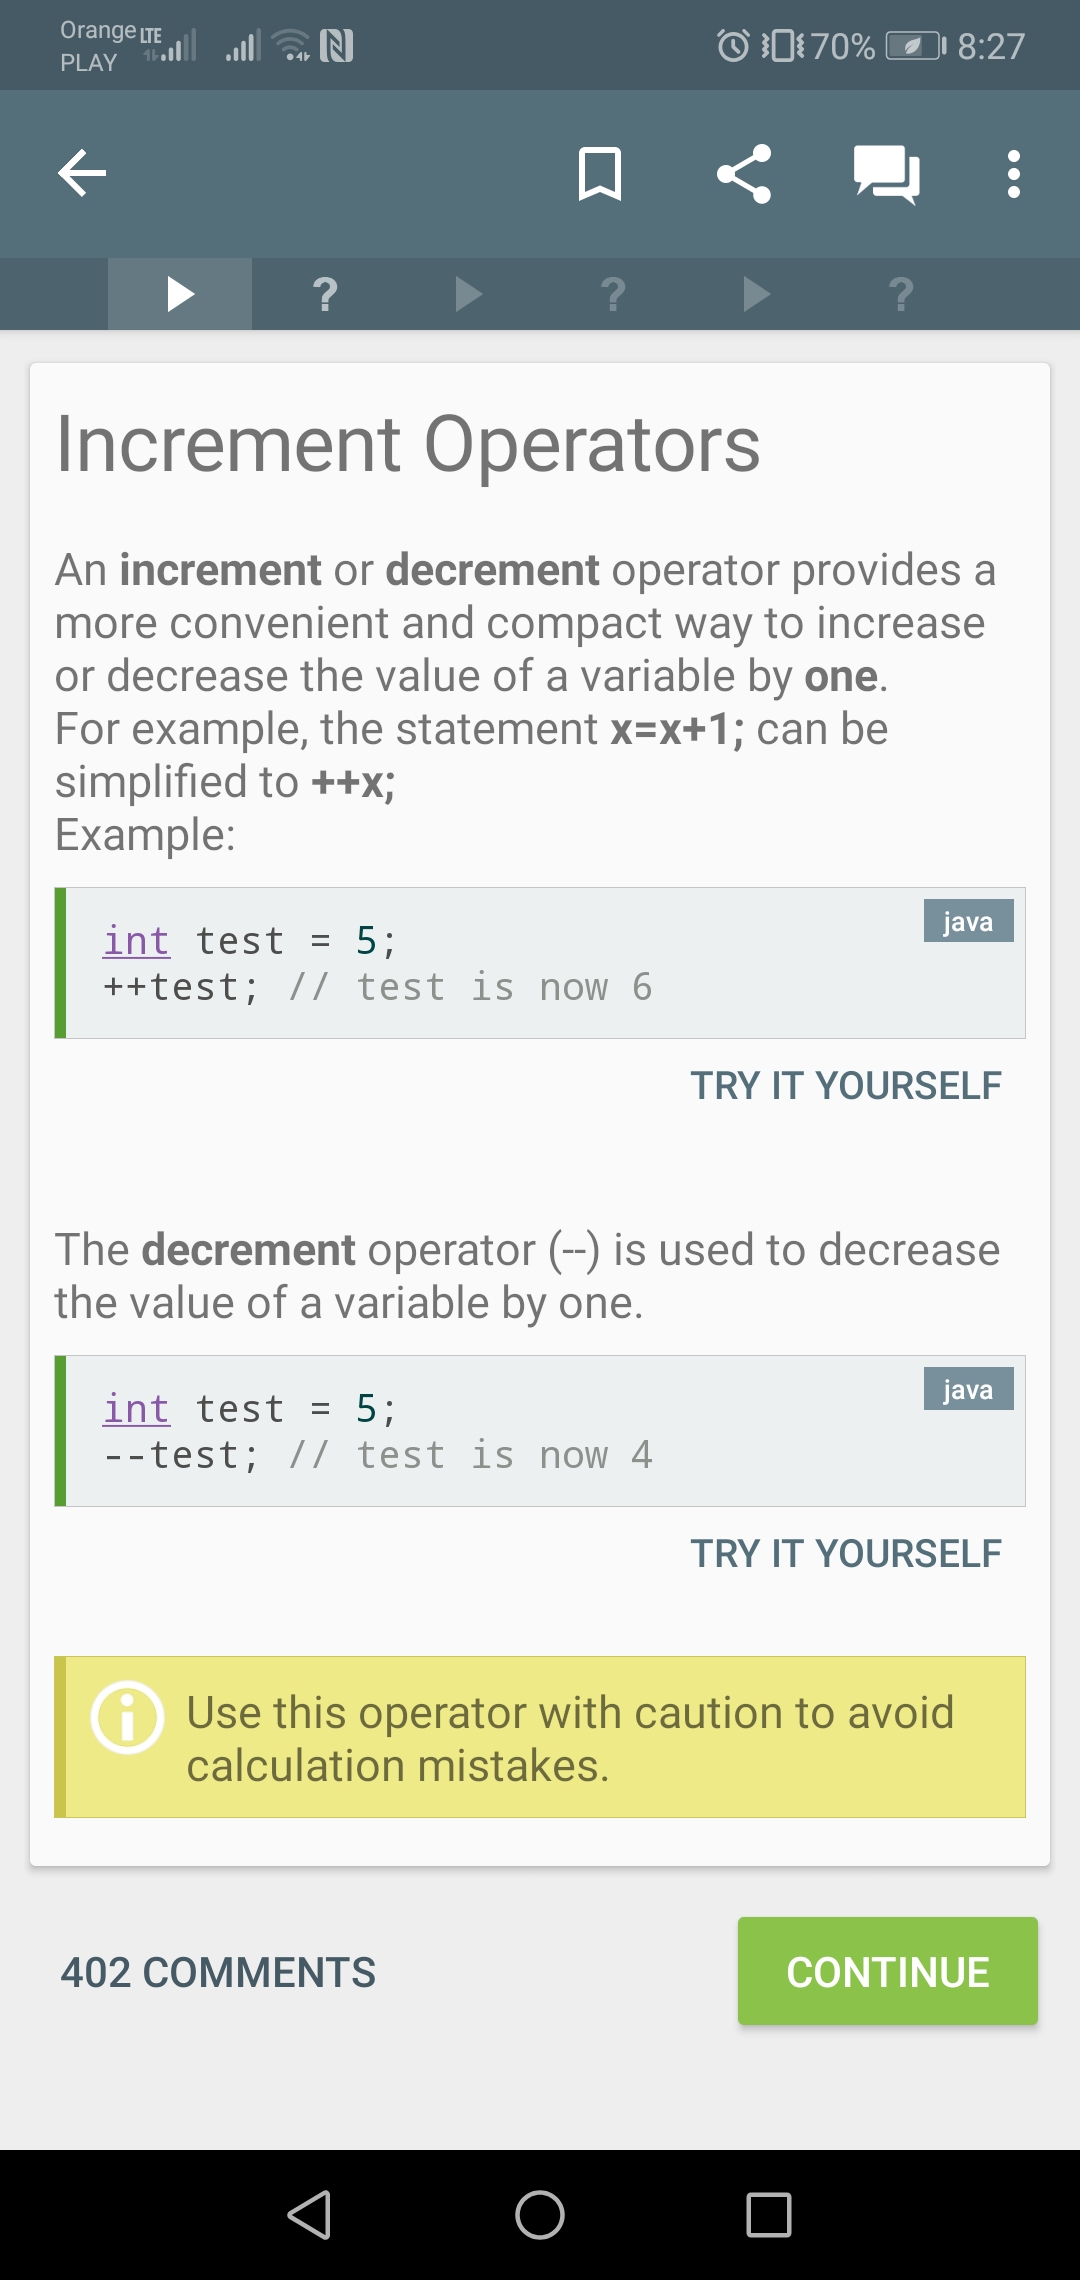 Orange LTE
PLAY
70% 8:27
? ? ?
Increment Operators
An increment or decrement operator provides a
more convenient and compact way to increase
or decrease the value of a variable by one.
For example, the statement x=x+1; can be
simplified to ++x;
Example:
java
int test = 5;
++test; // test is now 6
TRY IT YOURSELF
The decrement operator (--) is used to decrease
the value of a variable by one.
java
int test = 5;
--test; // test is now 4
TRY IT YOURSELF
Use this operator with caution to avoid
calculation mistakes.
402 COMMENTS CONTINUE